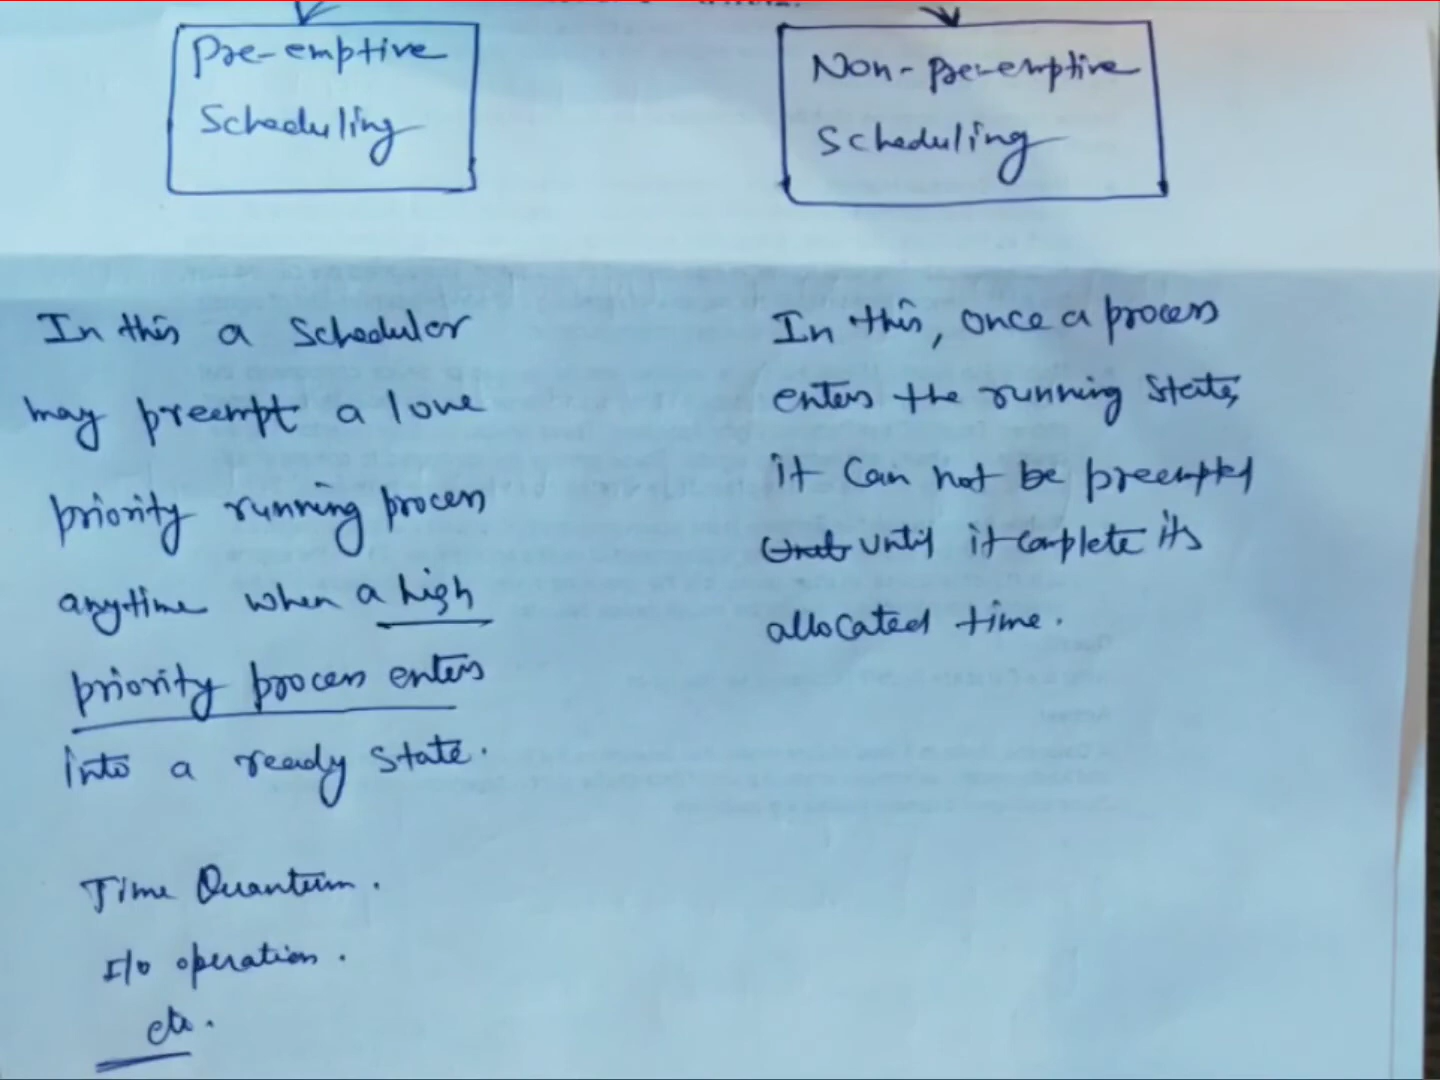 Pre-emptive
Scheduling
In this a Schedulor
may preempt a low
priority running process
anytime when a high
priority process enters
into a ready state.
Time Quantum.
I/o operation.
etc.
Non-pre-emptive
Scheduling
In this, once a process
enters the running state,
it can not be preempted
until it complete its
allocated time.